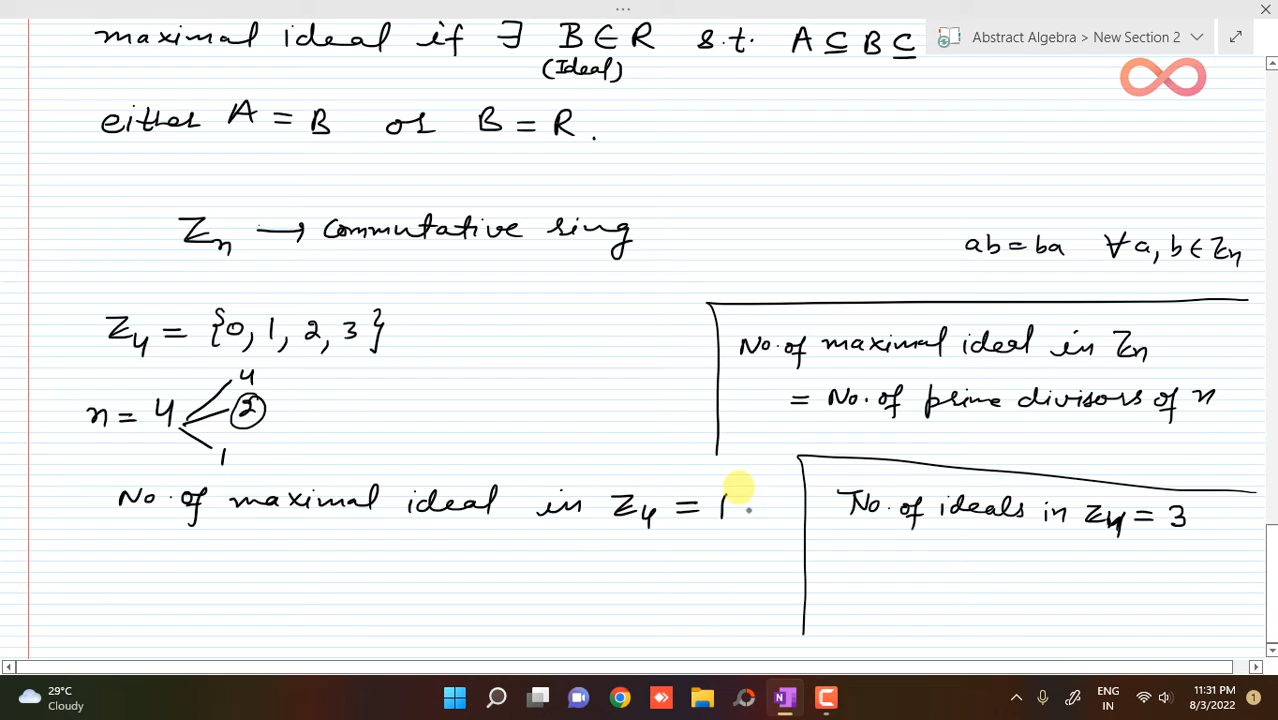 Abstract Algebra > New Section 2
maximal ideal if ∃ B ∈ R s.t. A ⊆ B ⊆
(Ideal)
either A = B or B = R.
Zn → Commutative ring
ab = ba ∀ a, b ∈ Zn
Z4 = {0, 1, 2, 3}
No. of maximal ideal in Zn
= No. of prime divisors of n
4
n = 4 2
1
No. of maximal ideal in Z4 = 1.
No. of ideals in Z4 = 3
29°C
Cloudy
ENG
IN
11:31 PM
8/3/2022
1